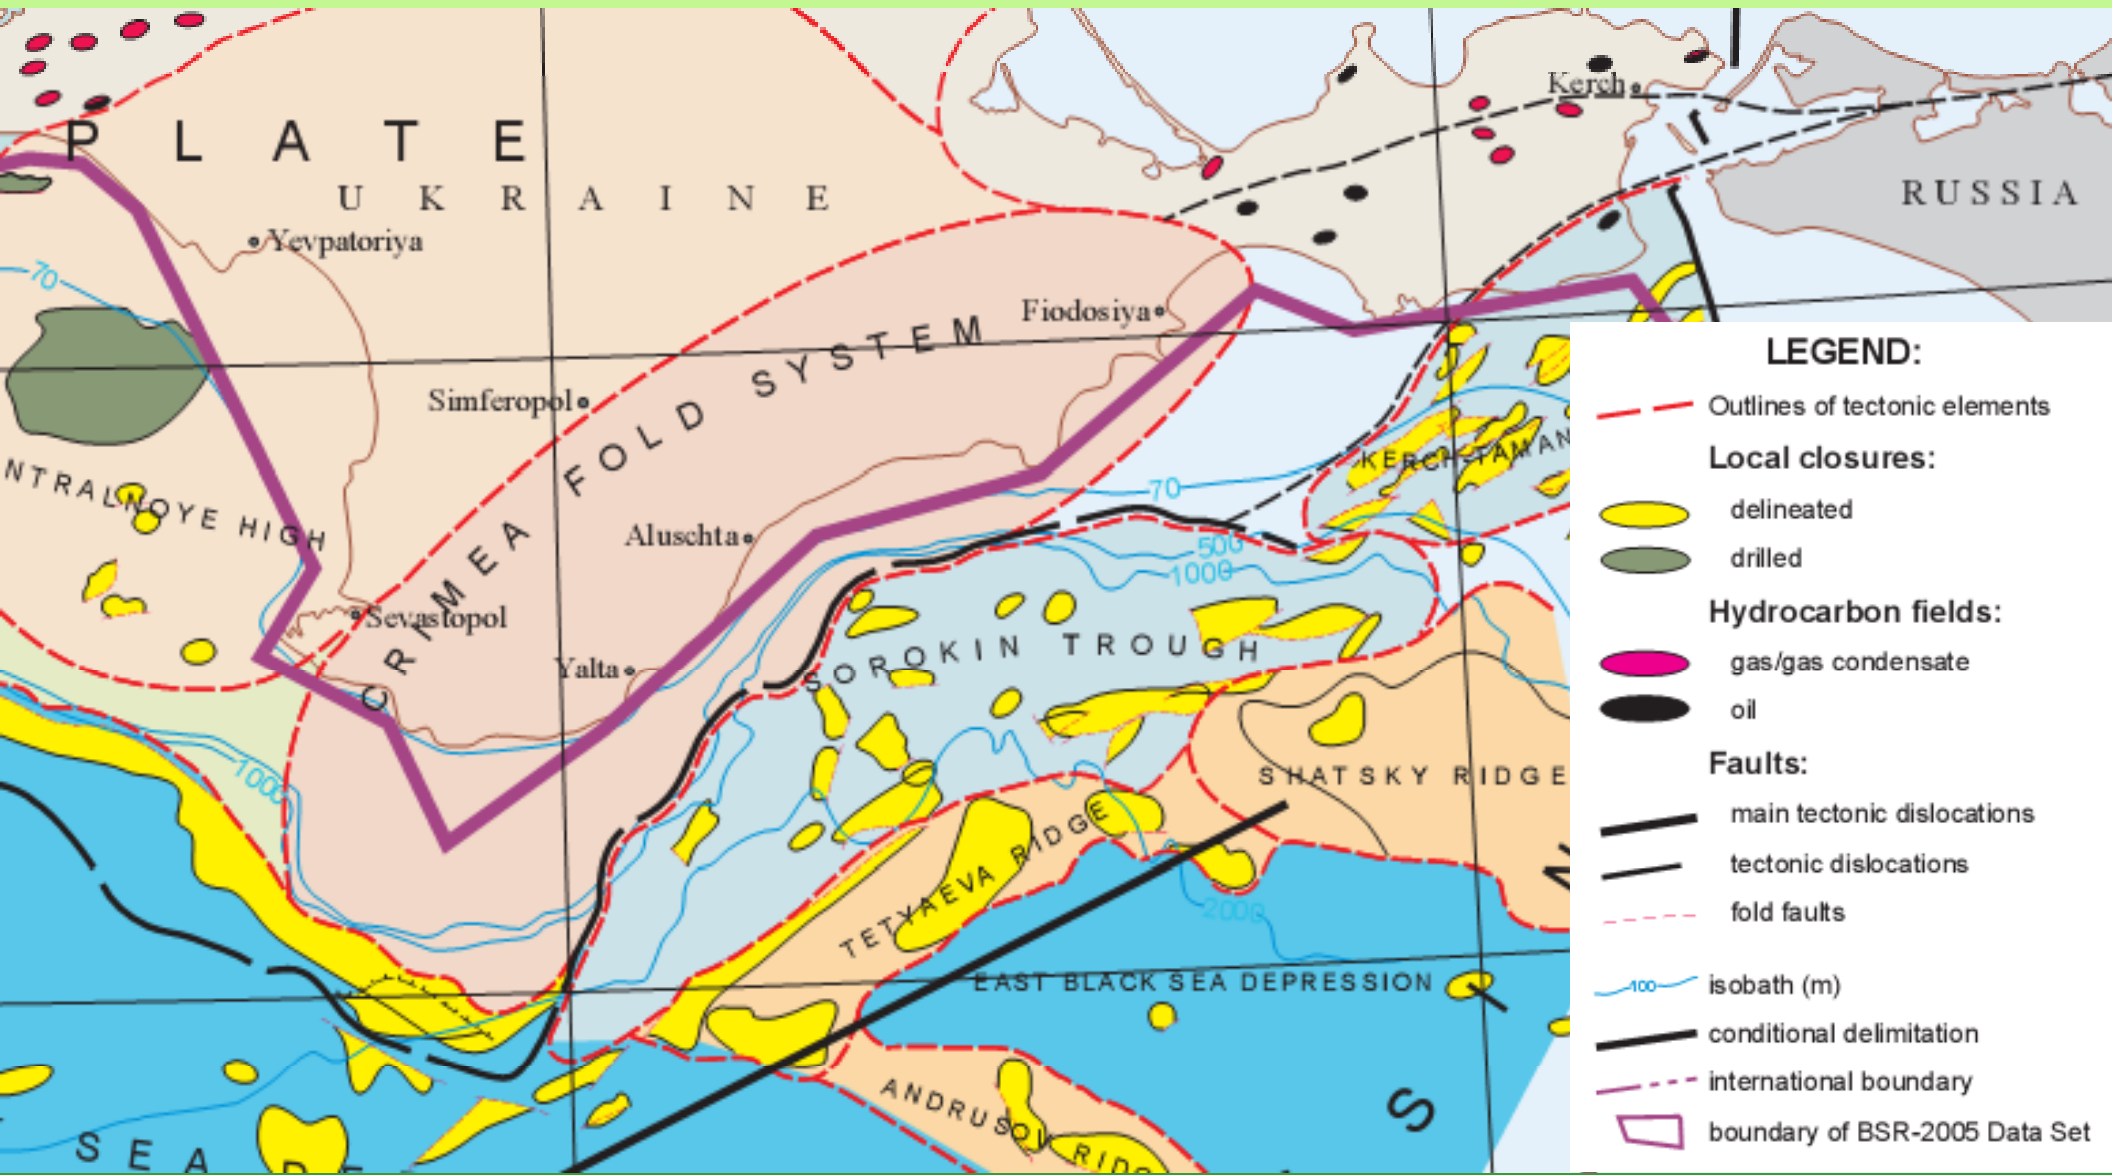 PLATE
UKRAINE
Kerch
RUSSIA
Yevpatoriya
70
Fiodosiya
CRIMEA FOLD SYSTEM
Simferopol
NTRALNOYE HIGH
KERCH-TAMAN
70
Aluschta
500
1000
Sevastopol
SOROKIN TROUGH
Yalta
1000
SHATSKY RIDGE
TETYAEVA RIDGE
2000
EAST BLACK SEA DEPRESSION
ANDRUSOV RIDG
SEA DE
S
N
LEGEND:
Outlines of tectonic elements
Local closures:
delineated
drilled
Hydrocarbon fields:
gas/gas condensate
oil
Faults:
main tectonic dislocations
tectonic dislocations
fold faults
100
isobath (m)
conditional delimitation
international boundary
boundary of BSR-2005 Data Set